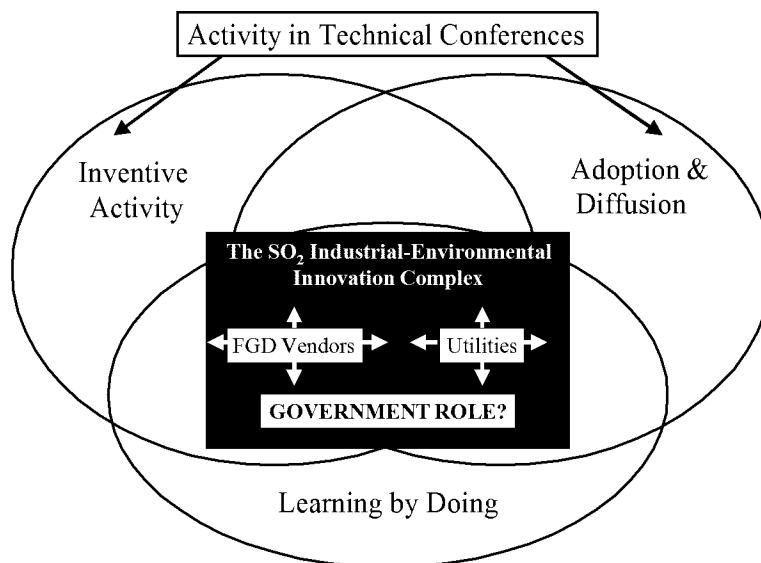 Activity in Technical Conferences
Inventive
Activity
Adoption &
Diffusion
The SO₂ Industrial-Environmental
Innovation Complex
FGD Vendors
Utilities
GOVERNMENT ROLE?
Learning by Doing